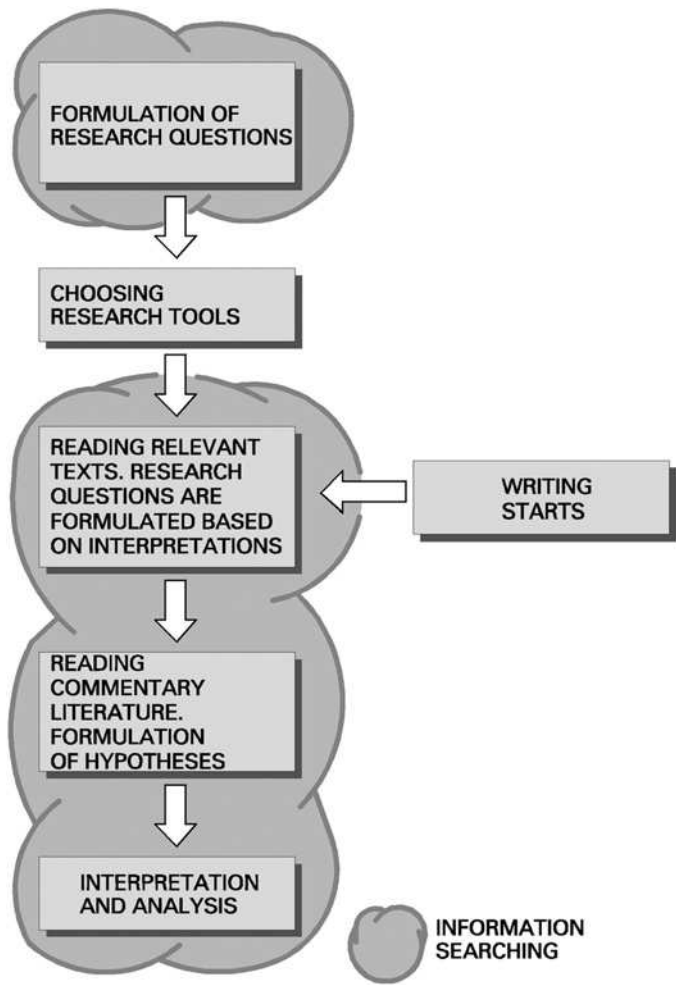 FORMULATION OF
RESEARCH QUESTIONS
CHOOSING
RESEARCH TOOLS
READING RELEVANT
TEXTS. RESEARCH
QUESTIONS ARE
FORMULATED BASED
ON INTERPRETATIONS
WRITING
STARTS
READING
COMMENTARY
LITERATURE.
FORMULATION
OF HYPOTHESES
INTERPRETATION
AND ANALYSIS
INFORMATION
SEARCHING